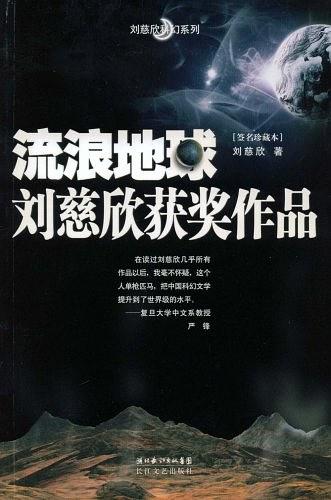 刘慈欣科幻系列
[签名珍藏本]
刘慈欣 著
流浪地球
刘慈欣获奖作品
在读过刘慈欣几乎所有
作品以后，我毫不怀疑，这个
人单枪匹马，把中国科幻文学
提升到了世界级的水平。
——复旦大学中文系教授
严 锋
湖北长江出版集团
长江文艺出版社